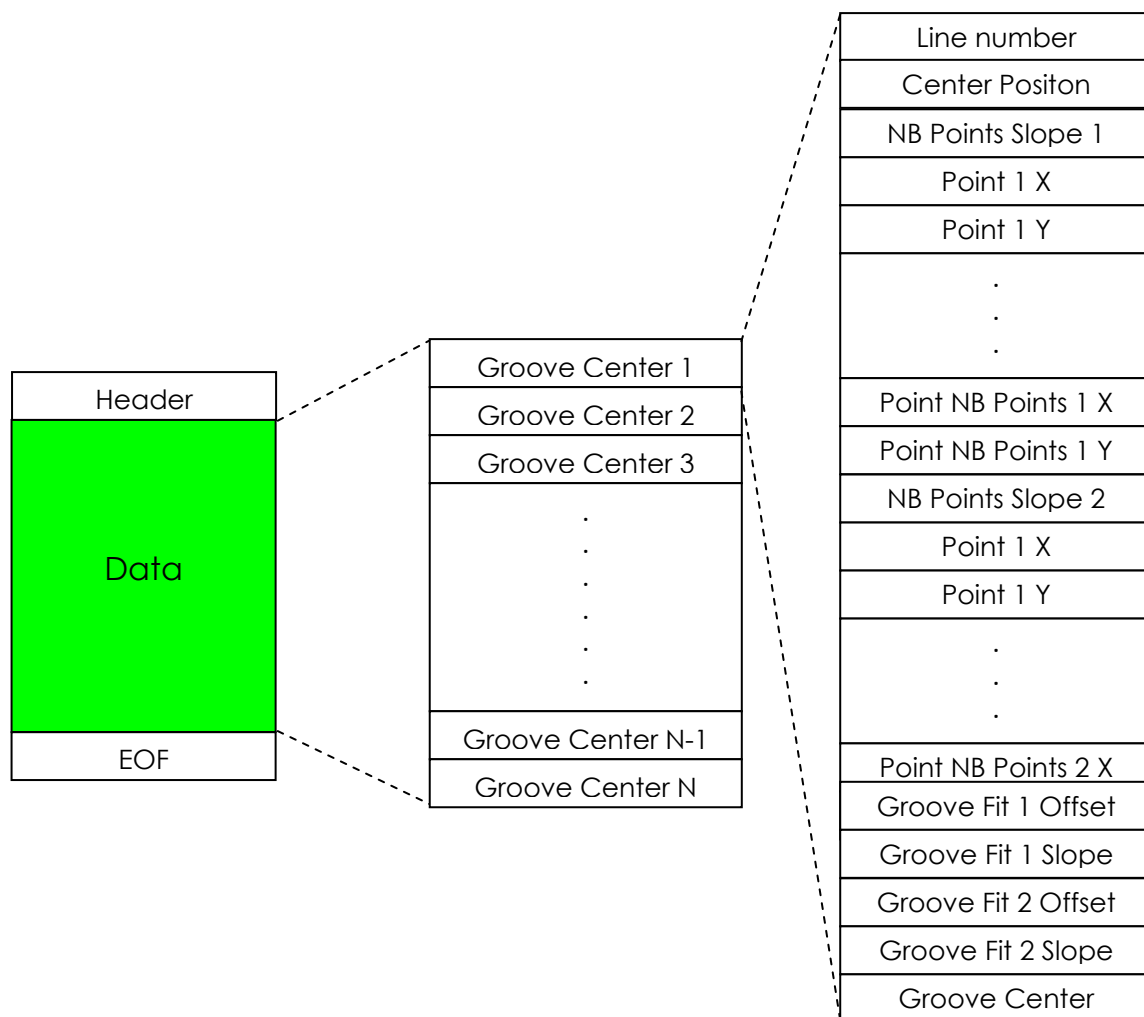 Header
Data
EOF
Groove Center 1
Groove Center 2
Groove Center 3
.
.
.
.
.
.
Groove Center N-1
Groove Center N
Line number
Center Positon
NB Points Slope 1
Point 1 X
Point 1 Y
.
.
.
Point NB Points 1 X
Point NB Points 1 Y
NB Points Slope 2
Point 1 X
Point 1 Y
.
.
.
Point NB Points 2 X
Groove Fit 1 Offset
Groove Fit 1 Slope
Groove Fit 2 Offset
Groove Fit 2 Slope
Groove Center